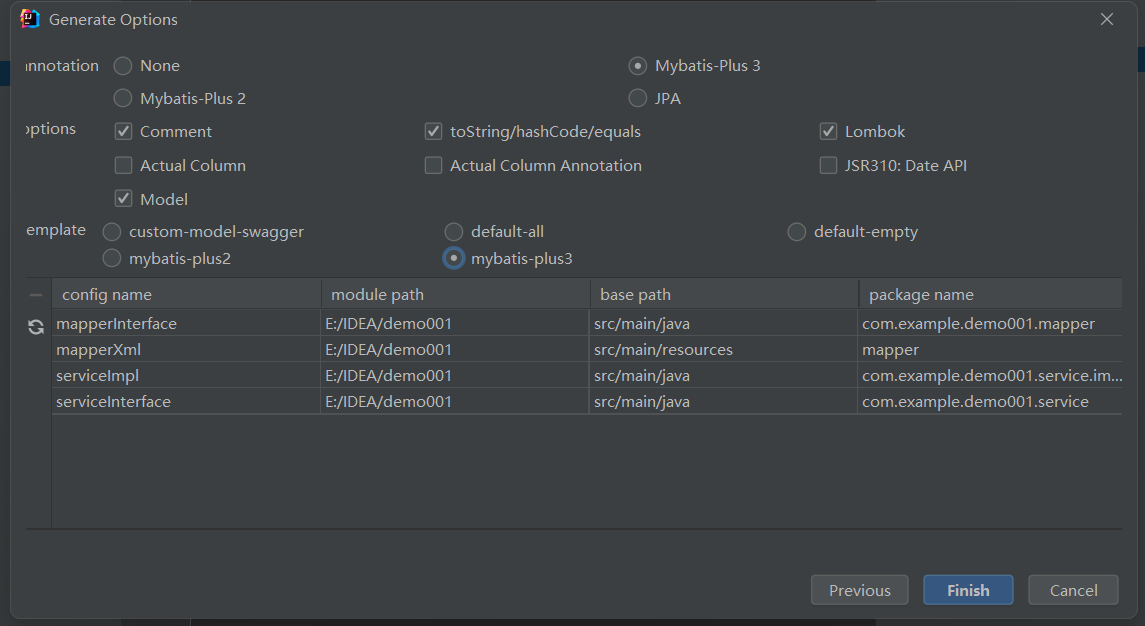 Generate Options
annotation None Mybatis-Plus 3
Mybatis-Plus 2 JPA
options Comment toString/hashCode/equals Lombok
Actual Column Actual Column Annotation JSR310: Date API
Model
emplate custom-model-swagger default-all default-empty
mybatis-plus2 mybatis-plus3
config name module path base path package name
mapperInterface E:/IDEA/demo001 src/main/java com.example.demo001.mapper
mapperXml E:/IDEA/demo001 src/main/resources mapper
serviceImpl E:/IDEA/demo001 src/main/java com.example.demo001.service.im...
serviceInterface E:/IDEA/demo001 src/main/java com.example.demo001.service
Previous Finish Cancel